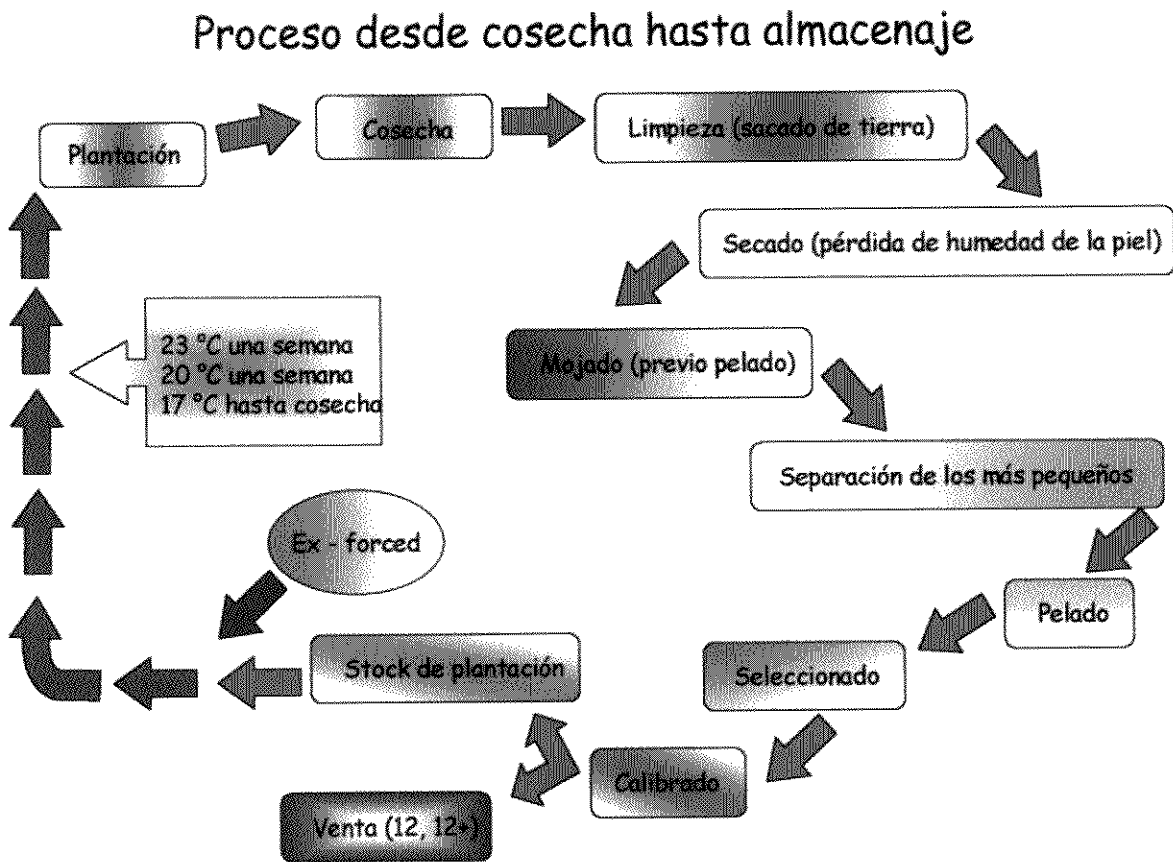 Proceso desde cosecha hasta almacenaje
Plantación
Cosecha
Limpieza (sacado de tierra)
Secado (pérdida de humedad de la piel)
Mojado (previo pelado)
Separación de los más pequeños
Pelado
Seleccionado
Calibrado
Venta (12, 12+)
Stock de plantación
Ex - forced
23 °C una semana
20 °C una semana
17 °C hasta cosecha